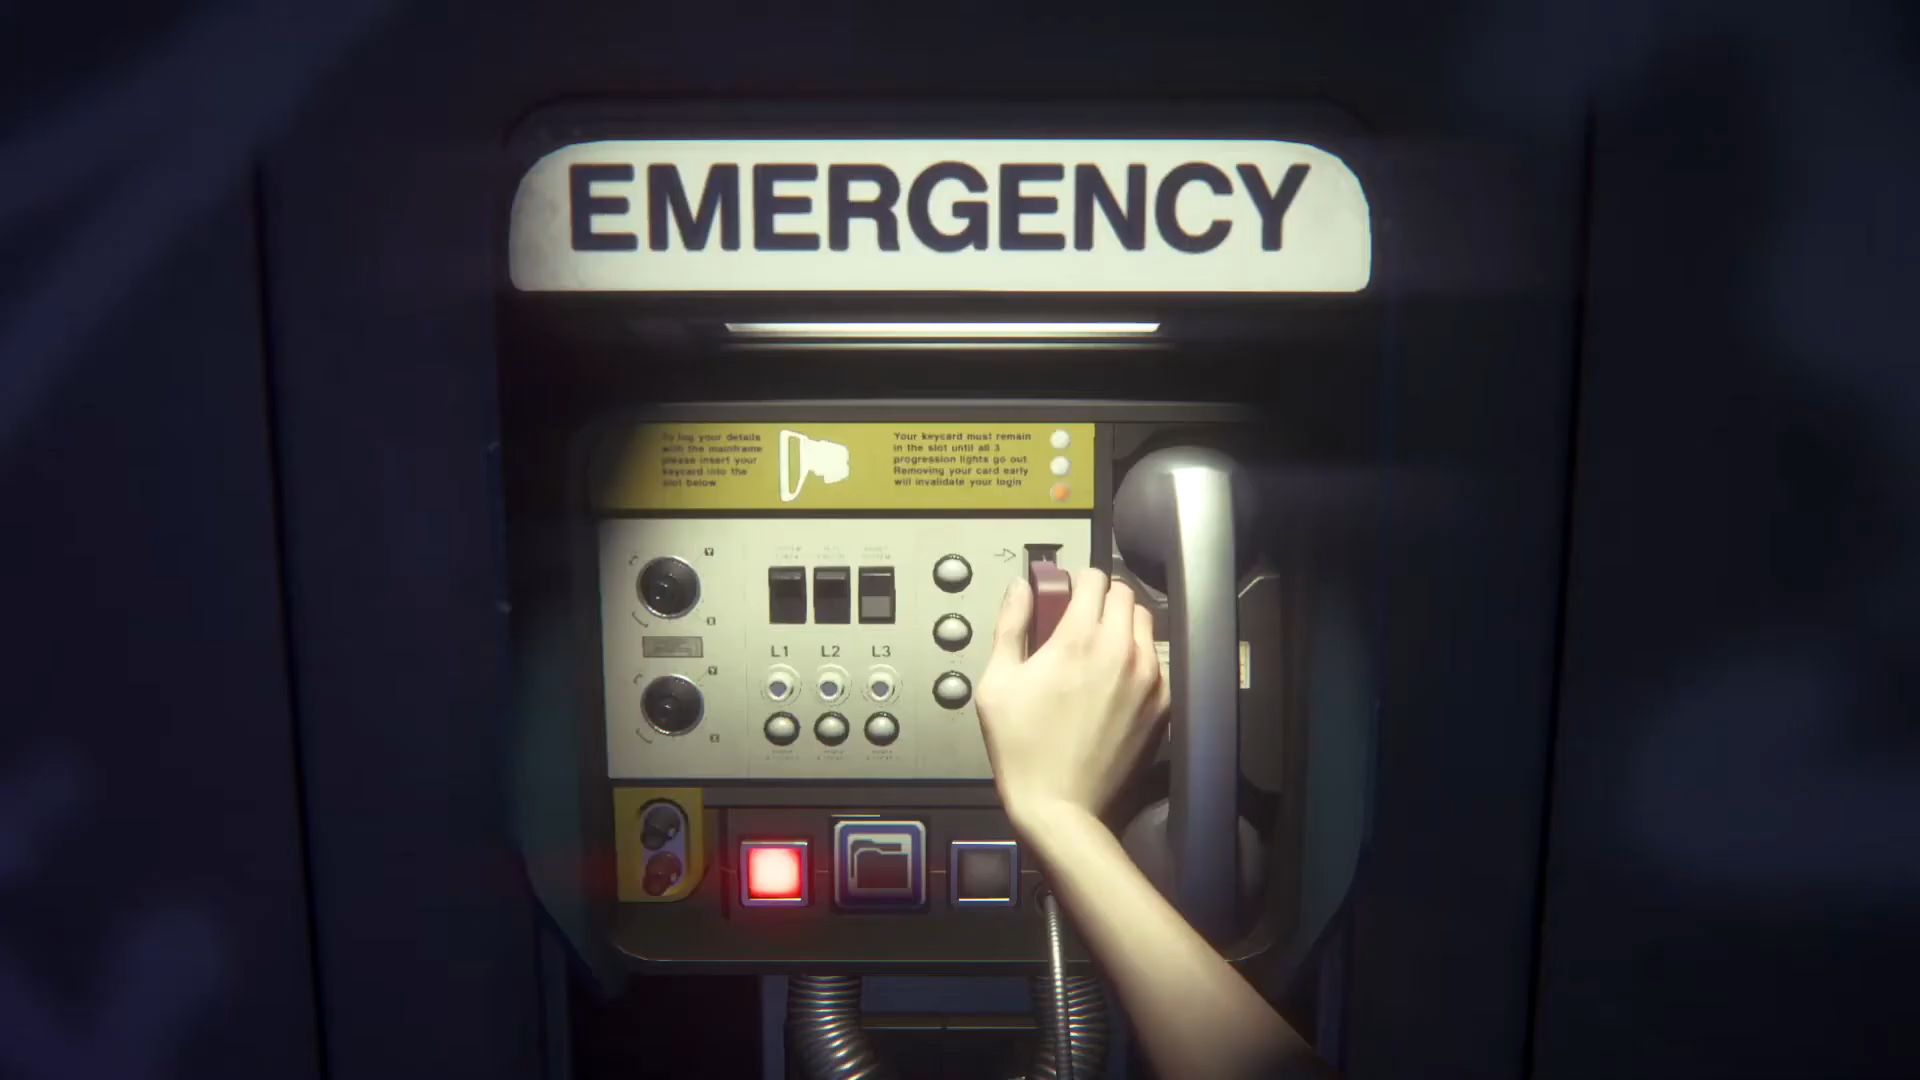 EMERGENCY
To log your details
with the mainframe
please insert your
keycard into the
slot below
Your keycard must remain
in the slot until all 3
progression lights go out.
Removing your card early
will invalidate your login
L1 L2 L3